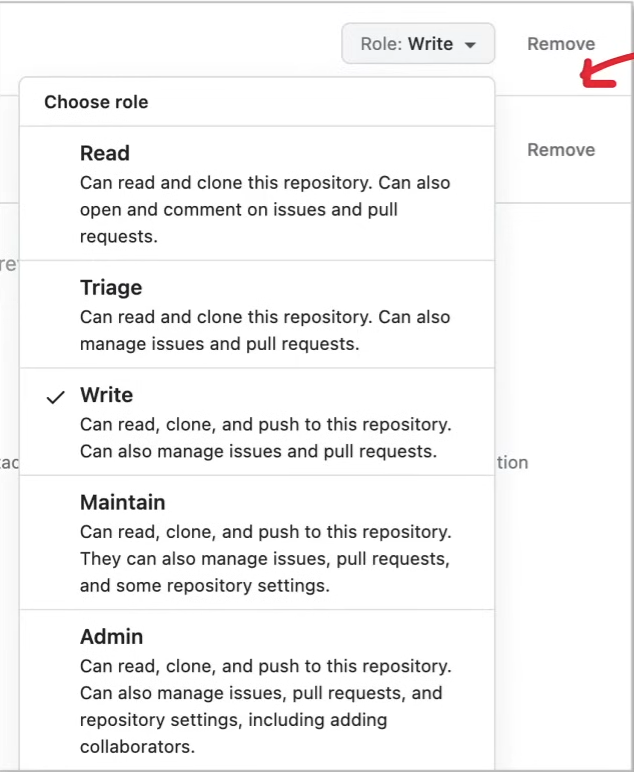 Role: Write
Remove
Choose role
Remove
Read
Can read and clone this repository. Can also
open and comment on issues and pull
requests.
Triage
Can read and clone this repository. Can also
manage issues and pull requests.
Write
Can read, clone, and push to this repository.
Can also manage issues and pull requests.
tion
Maintain
Can read, clone, and push to this repository.
They can also manage issues, pull requests,
and some repository settings.
Admin
Can read, clone, and push to this repository.
Can also manage issues, pull requests, and
repository settings, including adding
collaborators.